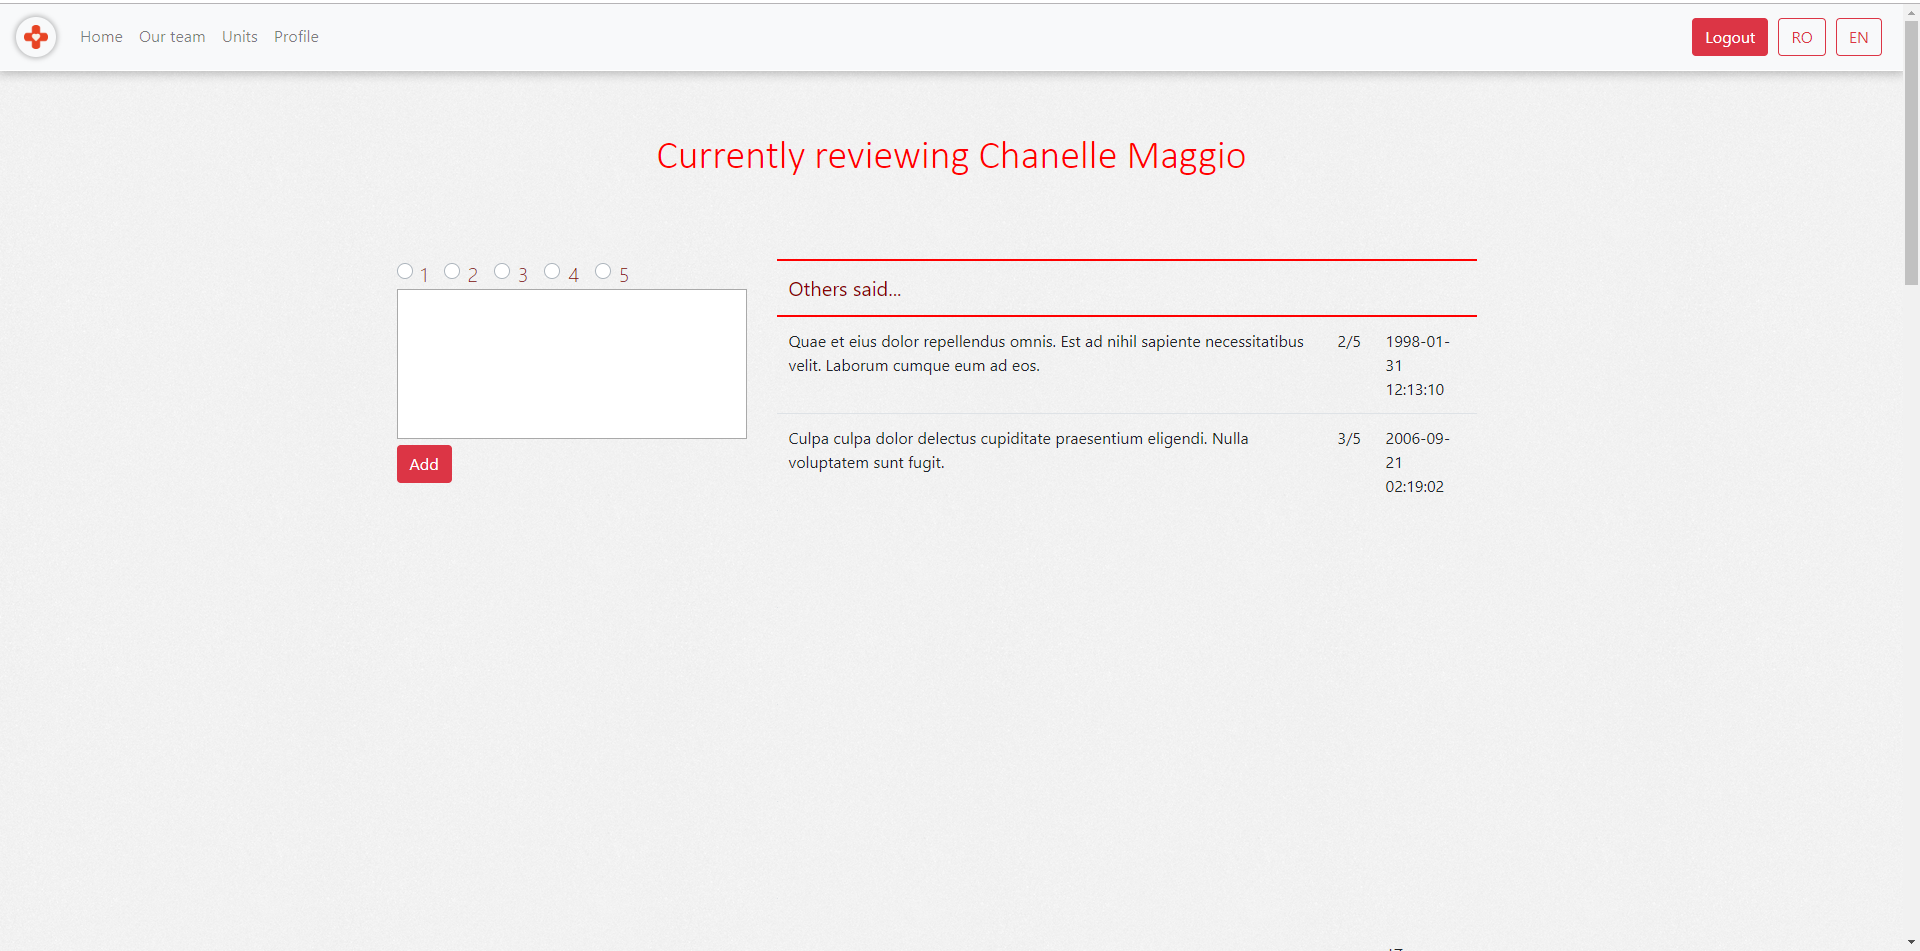 Home Our team Units Profile Logout RO EN
Currently reviewing Chanelle Maggio
1 2 3 4 5
Add
Others said...
Quae et eius dolor repellendus omnis. Est ad nihil sapiente necessitatibus 2/5 1998-01-
velit. Laborum cumque eum ad eos. 31
12:13:10
Culpa culpa dolor delectus cupiditate praesentium eligendi. Nulla 3/5 2006-09-
voluptatem sunt fugit. 21
02:19:02